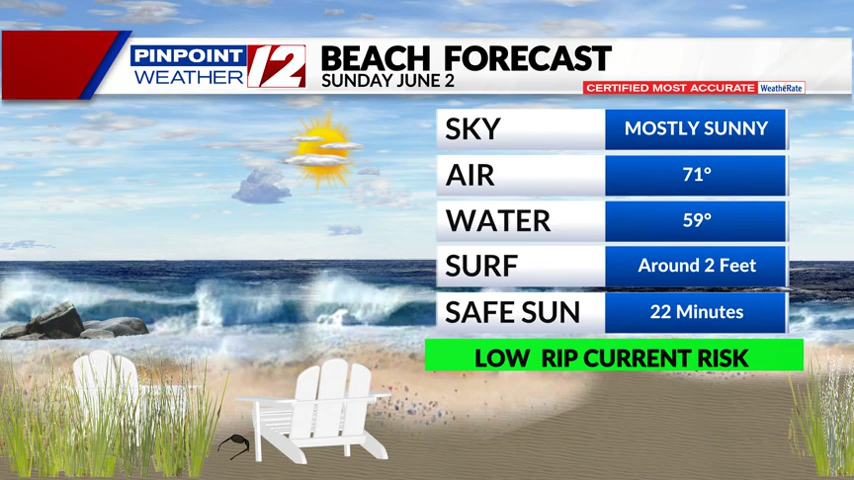 PINPOINT
WEATHER 12
BEACH FORECAST
SUNDAY JUNE 2
CERTIFIED MOST ACCURATE WeatheRate
SKY MOSTLY SUNNY
AIR 71°
WATER 59°
SURF Around 2 Feet
SAFE SUN 22 Minutes
LOW RIP CURRENT RISK